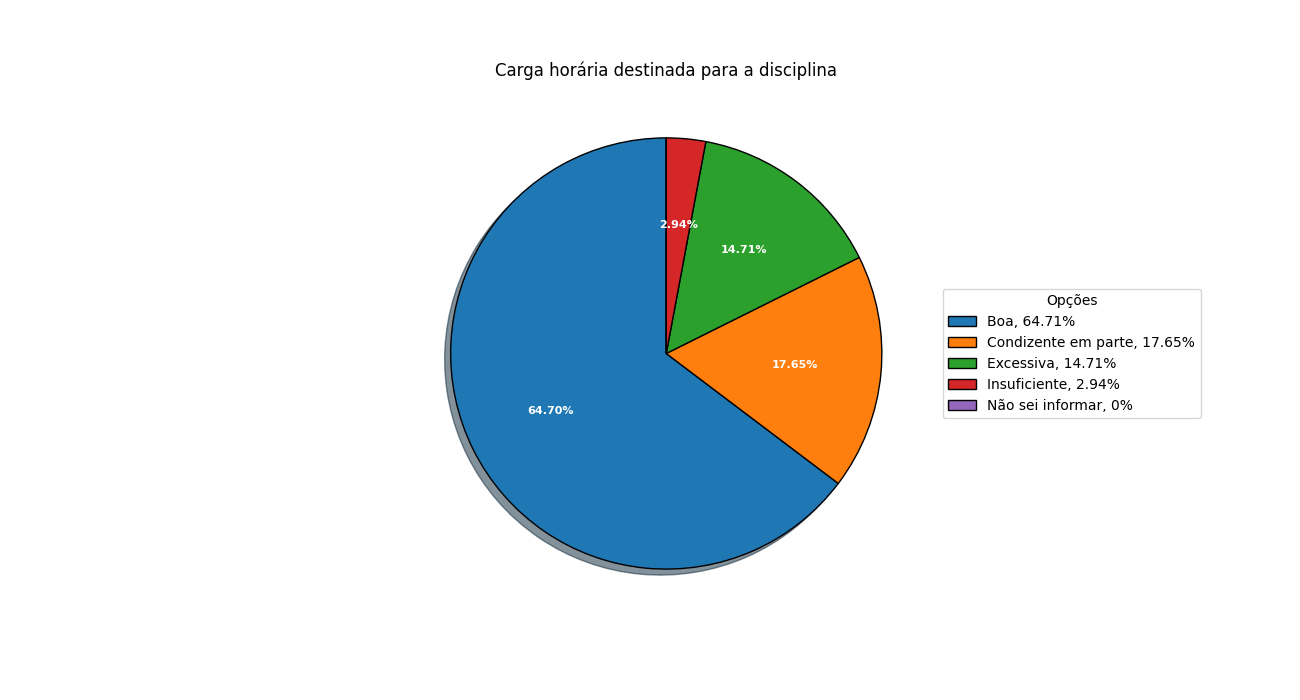 Carga horária destinada para a disciplina
2.94%
14.71%
17.65%
64.70%
Opções
Boa, 64.71%
Condizente em parte, 17.65%
Excessiva, 14.71%
Insuficiente, 2.94%
Não sei informar, 0%